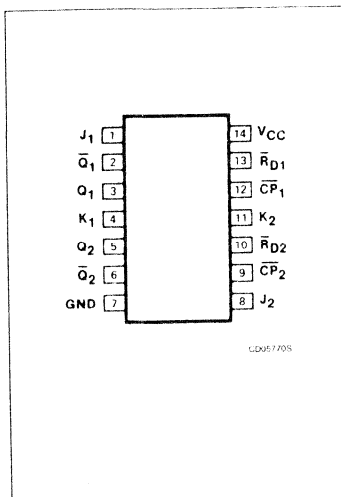 J1 1 14 VCC
Q̅1 2 13 R̅D1
Q1 3 12 C̅P̅1
K1 4 11 K2
Q2 5 10 R̅D2
Q̅2 6 9 C̅P̅2
GND 7 8 J2
CD05770S